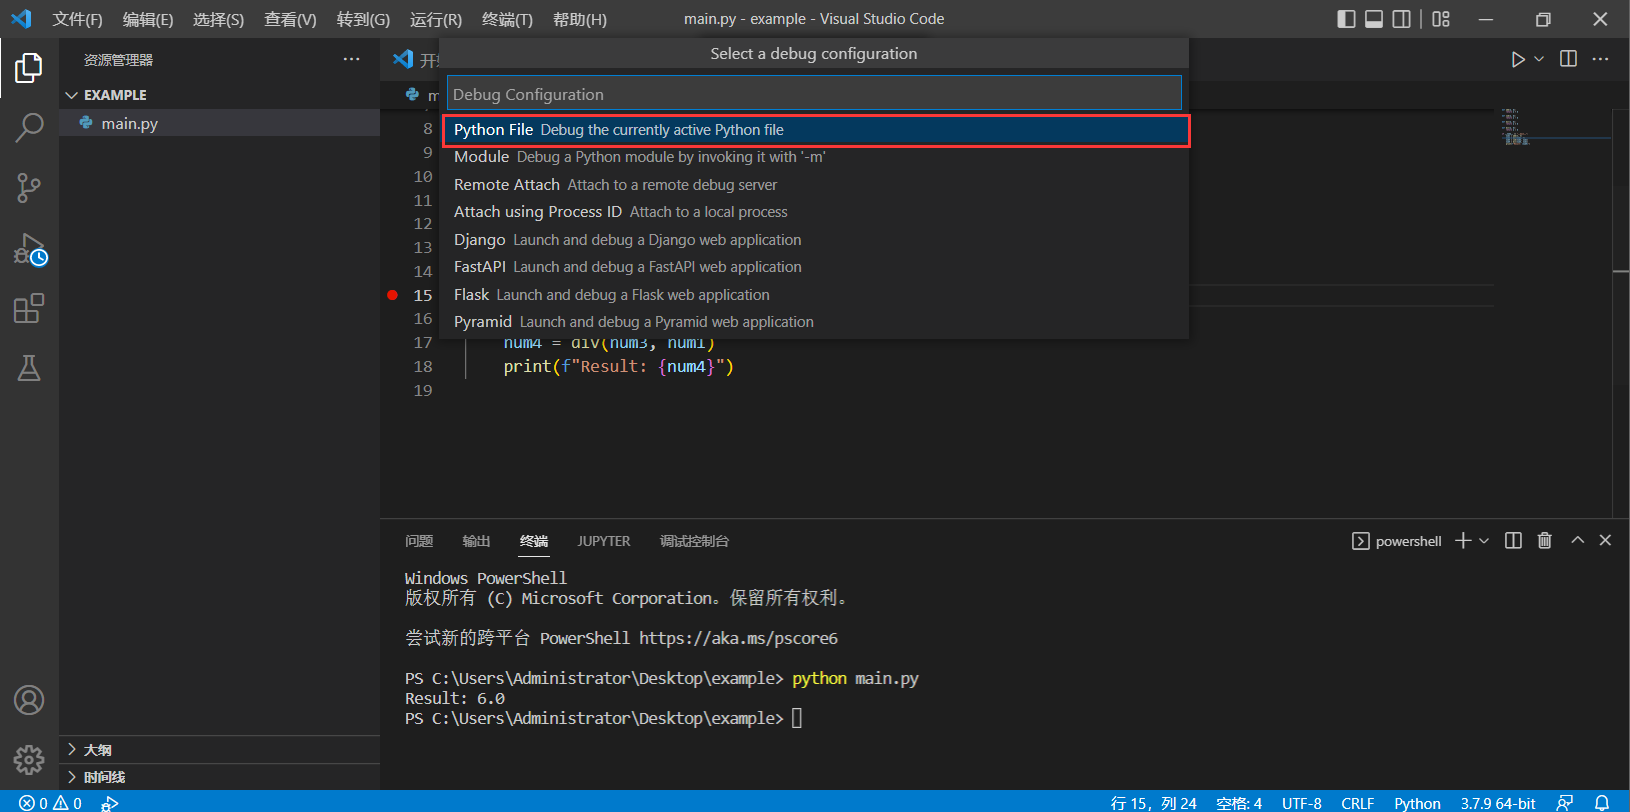 文件(F) 编辑(E) 选择(S) 查看(V) 转到(G) 运行(R) 终端(T) 帮助(H) main.py - example - Visual Studio Code
资源管理器
EXAMPLE
main.py
大纲
时间线
Select a debug configuration
Debug Configuration
Python File Debug the currently active Python file
Module Debug a Python module by invoking it with '-m'
Remote Attach Attach to a remote debug server
Attach using Process ID Attach to a local process
Django Launch and debug a Django web application
FastAPI Launch and debug a FastAPI web application
Flask Launch and debug a Flask web application
Pyramid Launch and debug a Pyramid web application
8
9
10
11
12
13
14
15
16
17 num4 = div(num3, num1)
18 print(f"Result: {num4}")
19
问题 输出 终端 JUPYTER 调试控制台 powershell
Windows PowerShell
版权所有 (C) Microsoft Corporation。保留所有权利。
尝试新的跨平台 PowerShell https://aka.ms/pscore6
PS C:\Users\Administrator\Desktop\example> python main.py
Result: 6.0
PS C:\Users\Administrator\Desktop\example>
0 0 行 15，列 24 空格: 4 UTF-8 CRLF Python 3.7.9 64-bit